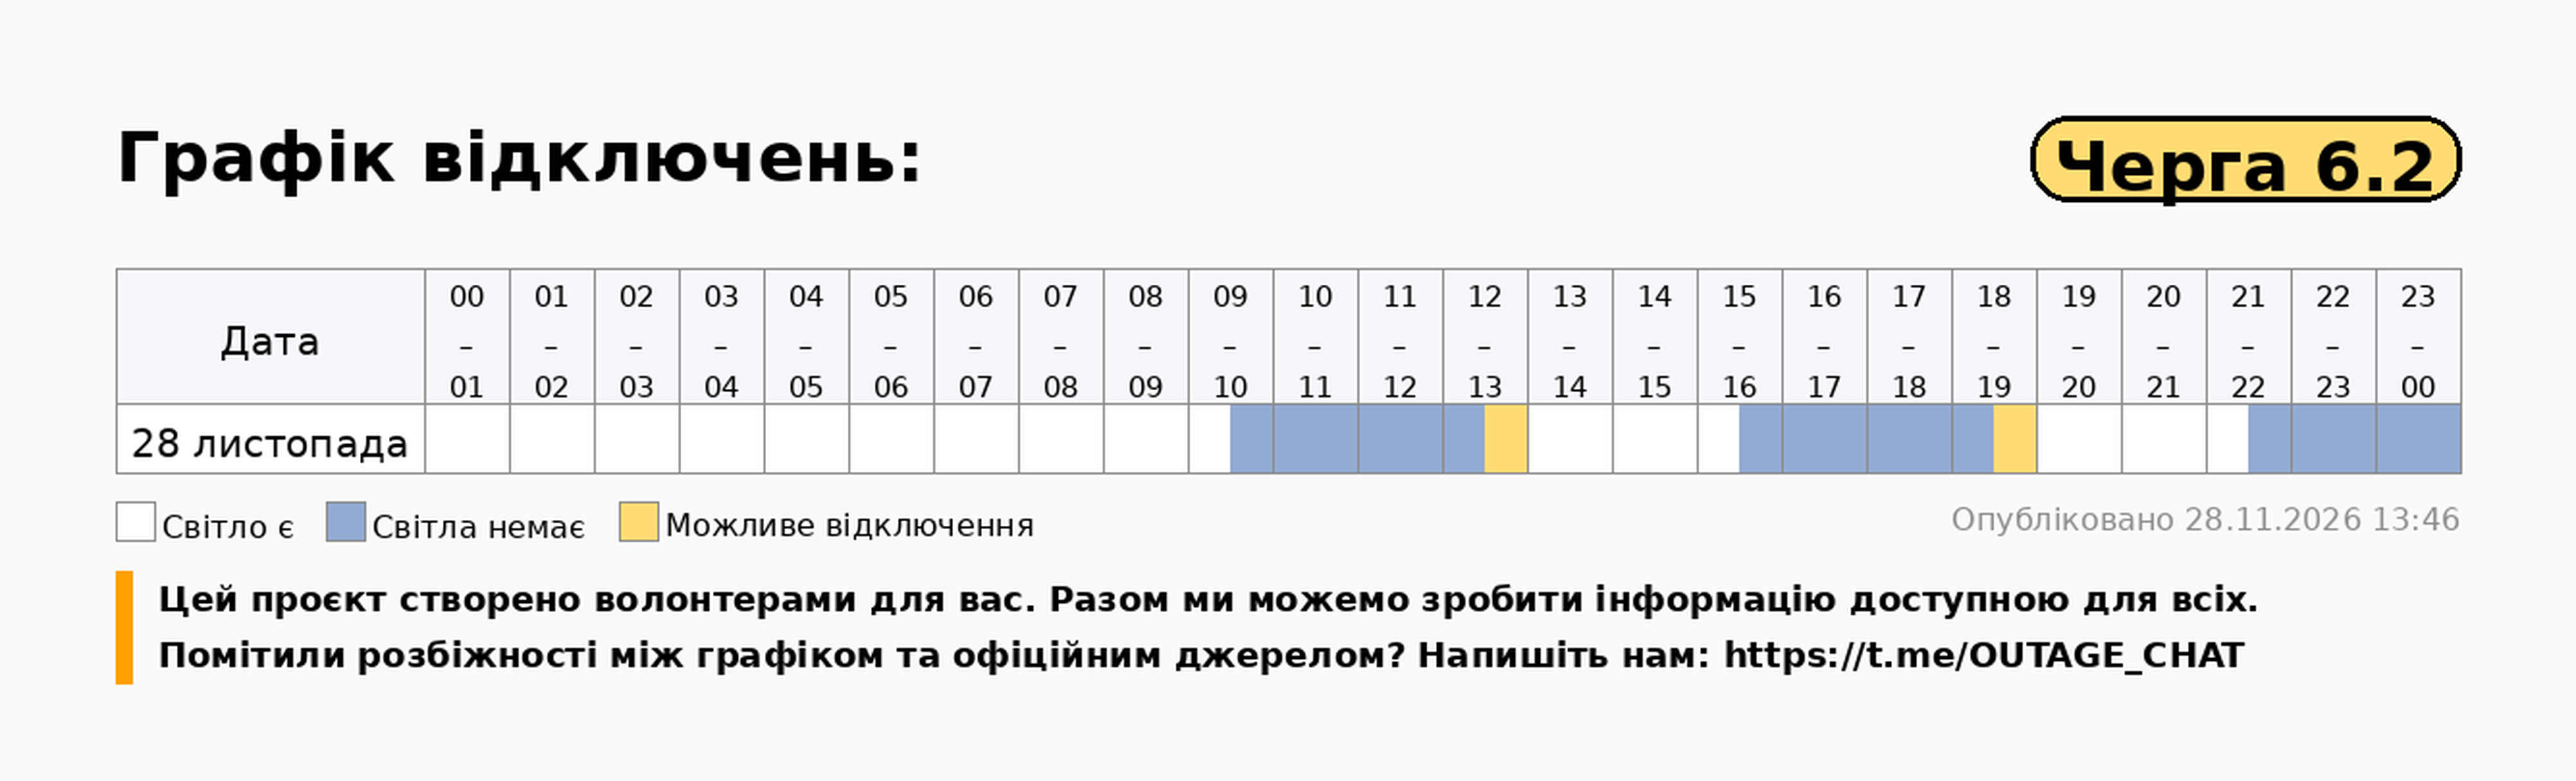 Графік відключень:
Черга 6.2
Дата
00 – 01
01 – 02
02 – 03
03 – 04
04 – 05
05 – 06
06 – 07
07 – 08
08 – 09
09 – 10
10 – 11
11 – 12
12 – 13
13 – 14
14 – 15
15 – 16
16 – 17
17 – 18
18 – 19
19 – 20
20 – 21
21 – 22
22 – 23
23 – 00
28 листопада
Світло є
Світла немає
Можливе відключення
Опубліковано 28.11.2026 13:46
Цей проєкт створено волонтерами для вас. Разом ми можемо зробити інформацію доступною для всіх.
Помітили розбіжності між графіком та офіційним джерелом? Напишіть нам: https://t.me/OUTAGE_CHAT